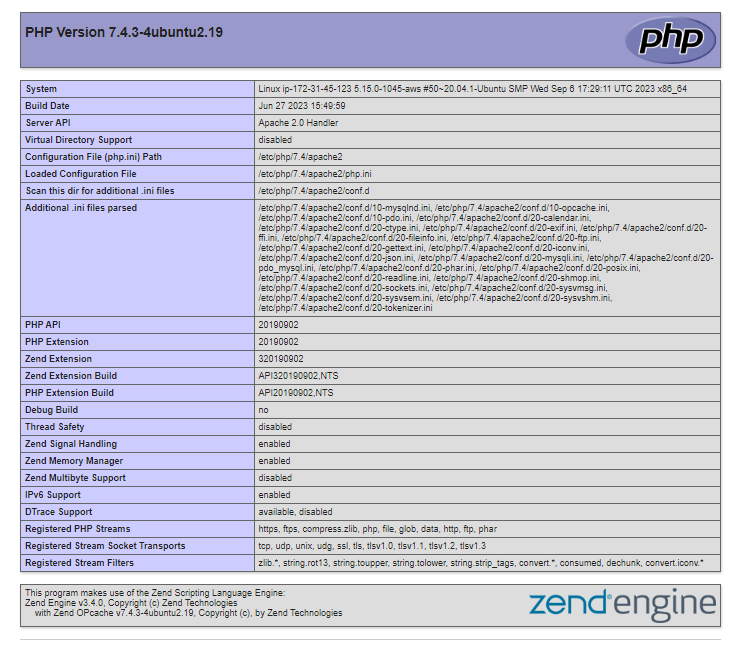 PHP Version 7.4.3-4ubuntu2.19
php
System Linux ip-172-31-45-123 5.15.0-1045-aws #50~20.04.1-Ubuntu SMP Wed Sep 6 17:29:11 UTC 2023 x86_64
Build Date Jun 27 2023 15:49:59
Server API Apache 2.0 Handler
Virtual Directory Support disabled
Configuration File (php.ini) Path /etc/php/7.4/apache2
Loaded Configuration File /etc/php/7.4/apache2/php.ini
Scan this dir for additional .ini files /etc/php/7.4/apache2/conf.d
Additional .ini files parsed /etc/php/7.4/apache2/conf.d/10-mysqlnd.ini, /etc/php/7.4/apache2/conf.d/10-opcache.ini,
/etc/php/7.4/apache2/conf.d/10-pdo.ini, /etc/php/7.4/apache2/conf.d/20-calendar.ini,
/etc/php/7.4/apache2/conf.d/20-ctype.ini, /etc/php/7.4/apache2/conf.d/20-exif.ini, /etc/php/7.4/apache2/conf.d/20-
ffi.ini, /etc/php/7.4/apache2/conf.d/20-fileinfo.ini, /etc/php/7.4/apache2/conf.d/20-ftp.ini,
/etc/php/7.4/apache2/conf.d/20-gettext.ini, /etc/php/7.4/apache2/conf.d/20-iconv.ini,
/etc/php/7.4/apache2/conf.d/20-json.ini, /etc/php/7.4/apache2/conf.d/20-mysqli.ini, /etc/php/7.4/apache2/conf.d/20-
pdo_mysql.ini, /etc/php/7.4/apache2/conf.d/20-phar.ini, /etc/php/7.4/apache2/conf.d/20-posix.ini,
/etc/php/7.4/apache2/conf.d/20-readline.ini, /etc/php/7.4/apache2/conf.d/20-shmop.ini,
/etc/php/7.4/apache2/conf.d/20-sockets.ini, /etc/php/7.4/apache2/conf.d/20-sysvmsg.ini,
/etc/php/7.4/apache2/conf.d/20-sysvsem.ini, /etc/php/7.4/apache2/conf.d/20-sysvshm.ini,
/etc/php/7.4/apache2/conf.d/20-tokenizer.ini
PHP API 20190902
PHP Extension 20190902
Zend Extension 320190902
Zend Extension Build API320190902,NTS
PHP Extension Build API20190902,NTS
Debug Build no
Thread Safety disabled
Zend Signal Handling enabled
Zend Memory Manager enabled
Zend Multibyte Support disabled
IPv6 Support enabled
DTrace Support available, disabled
Registered PHP Streams https, ftps, compress.zlib, php, file, glob, data, http, ftp, phar
Registered Stream Socket Transports tcp, udp, unix, udg, ssl, tls, tlsv1.0, tlsv1.1, tlsv1.2, tlsv1.3
Registered Stream Filters zlib.*, string.rot13, string.toupper, string.tolower, string.strip_tags, convert.*, consumed, dechunk, convert.iconv.*
This program makes use of the Zend Scripting Language Engine:
Zend Engine v3.4.0, Copyright (c) Zend Technologies
with Zend OPcache v7.4.3-4ubuntu2.19, Copyright (c), by Zend Technologies
zend engine